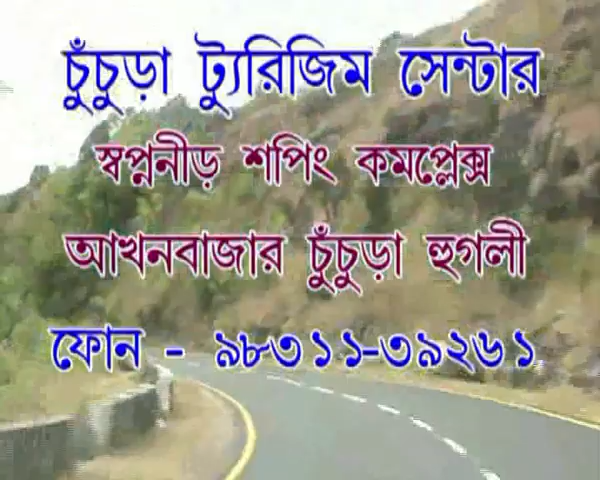 চুঁচুড়া ট্যুরিজিম সেন্টার
স্বপ্ননীড় শপিং কমপ্লেক্স
আখনবাজার চুঁচুড়া হুগলী
ফোন - ৯৮৩১১-৩৯২৬১